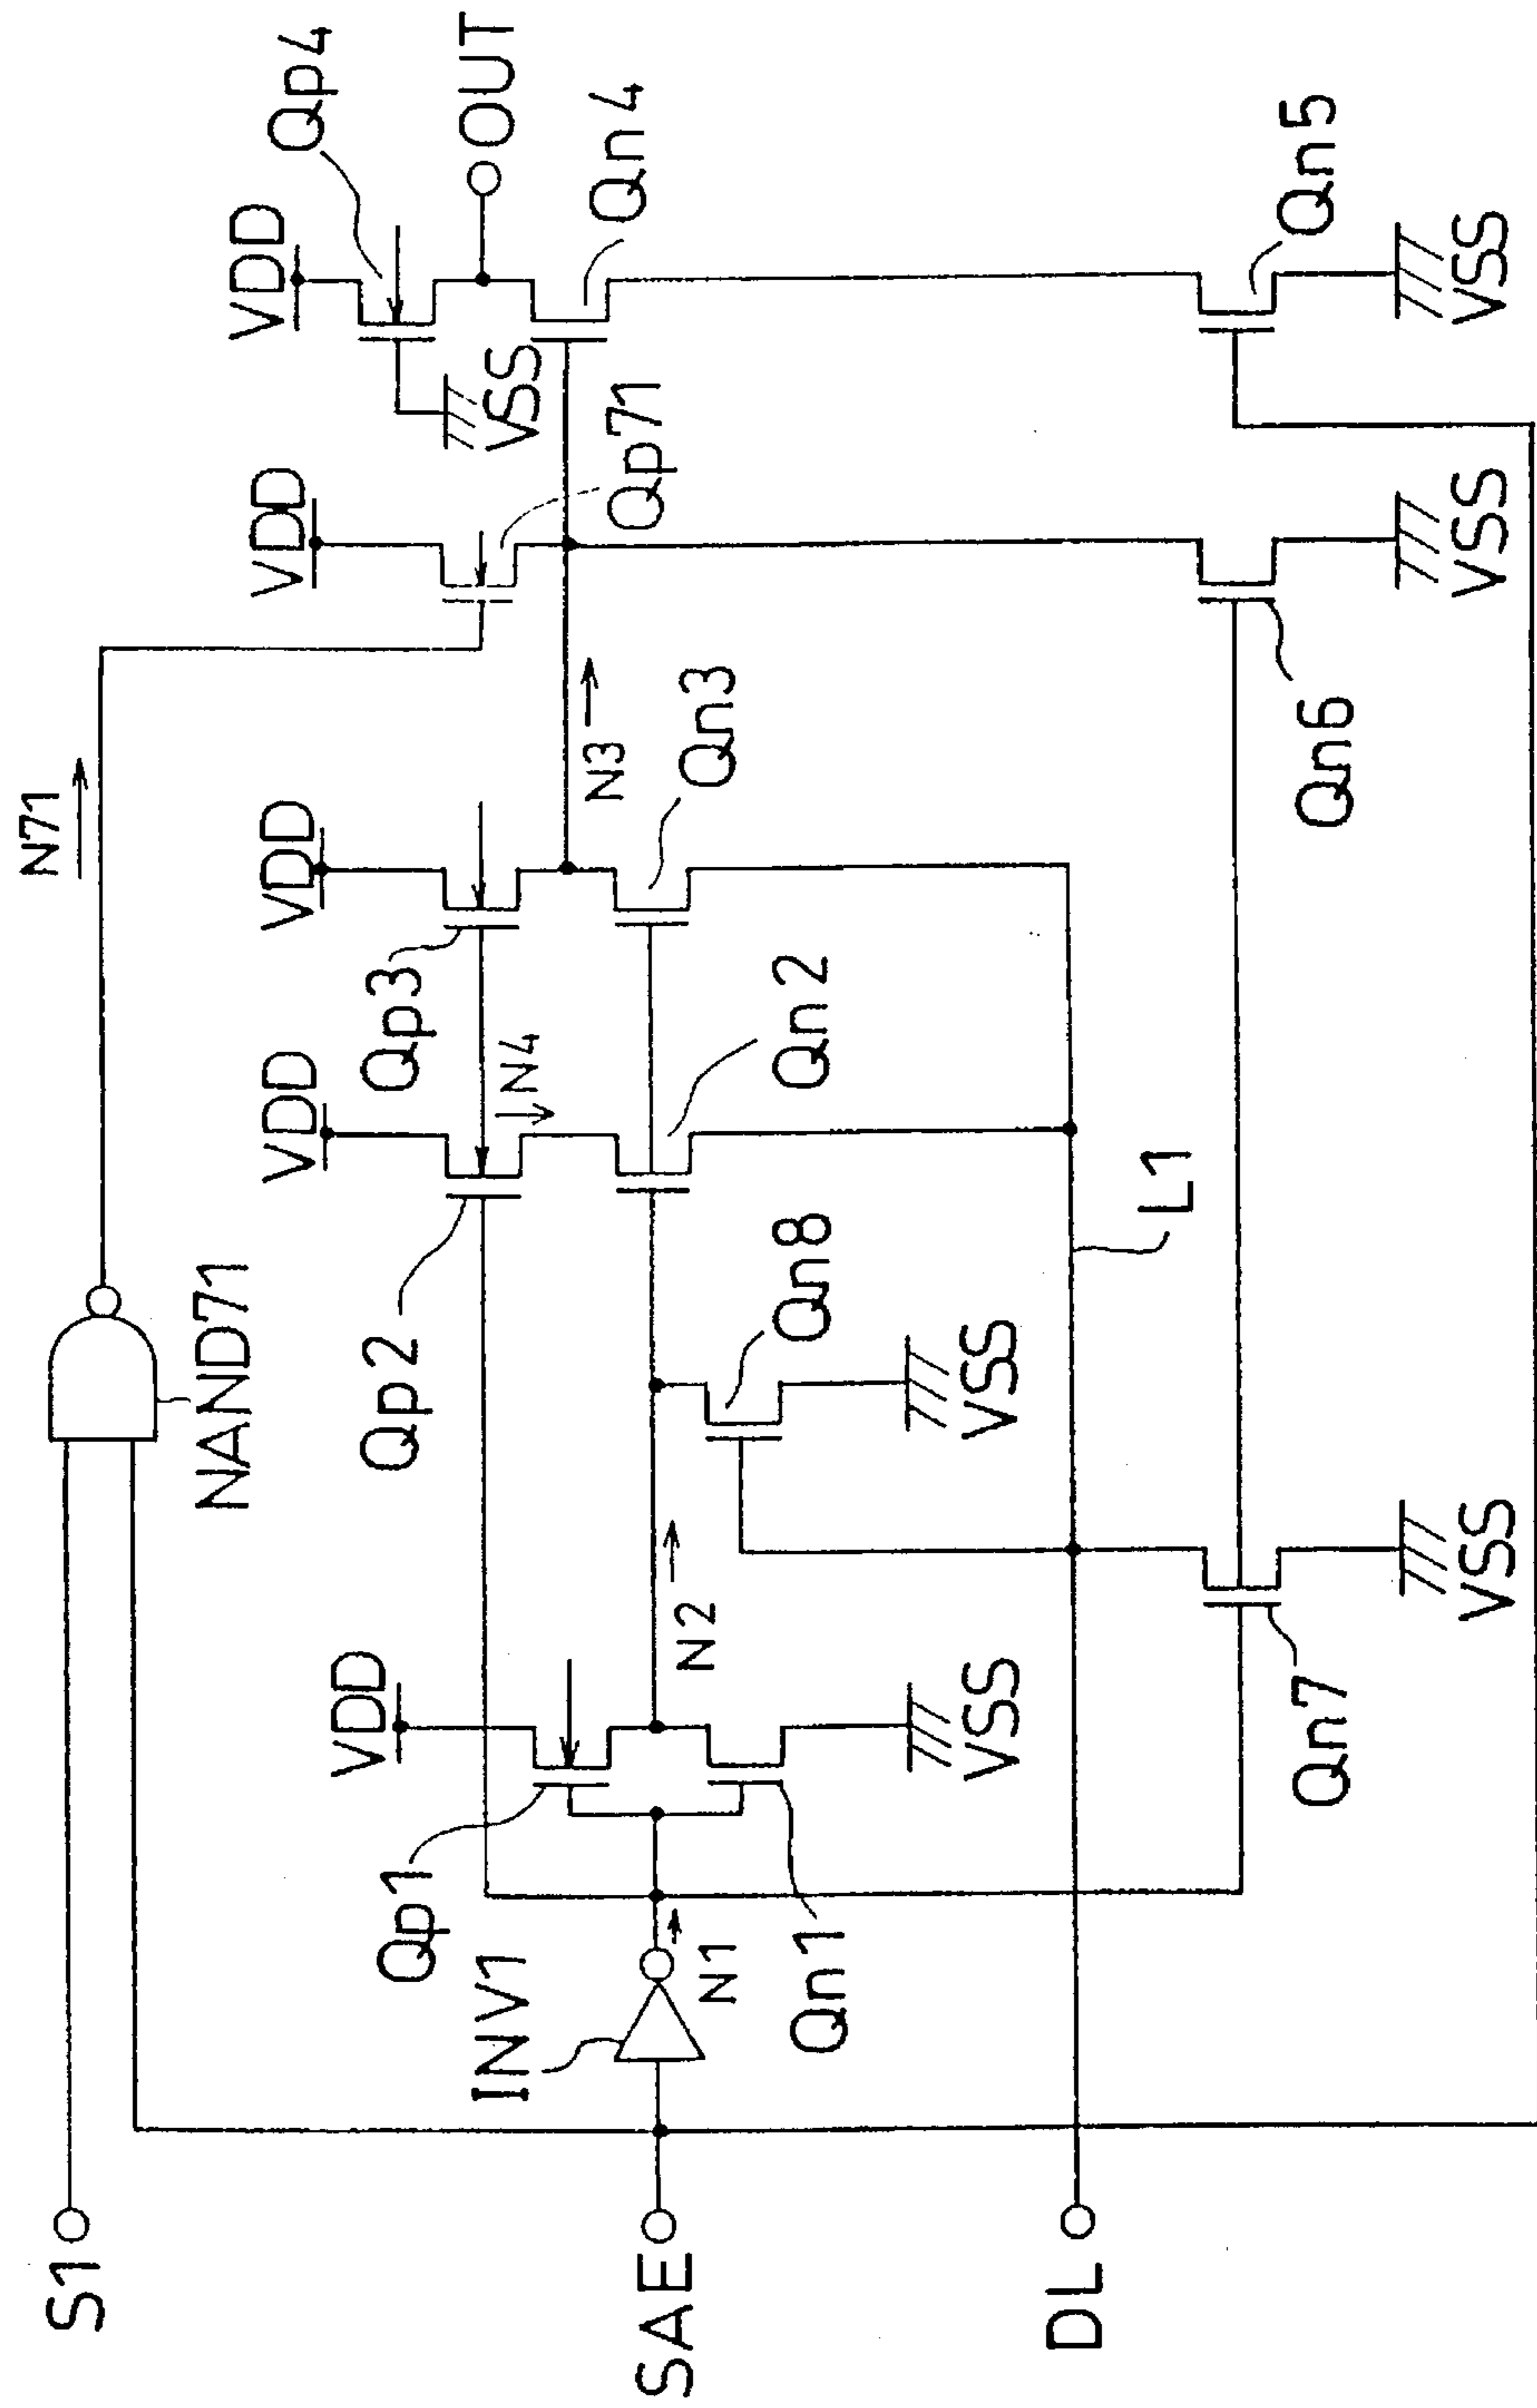 S1
SAE
DL
INV1
N1
Qp1
Qn1
VDD
VSS
N2
Qn7
VSS
NAND71
N71
Qp2
Qn8
VSS
L1
VDD
N4
Qn2
Qp3
VDD
Qn3
N3
Qn6
VSS
VDD
Qp71
VSS
VDD
Qp4
OUT
Qn4
Qn5
VSS